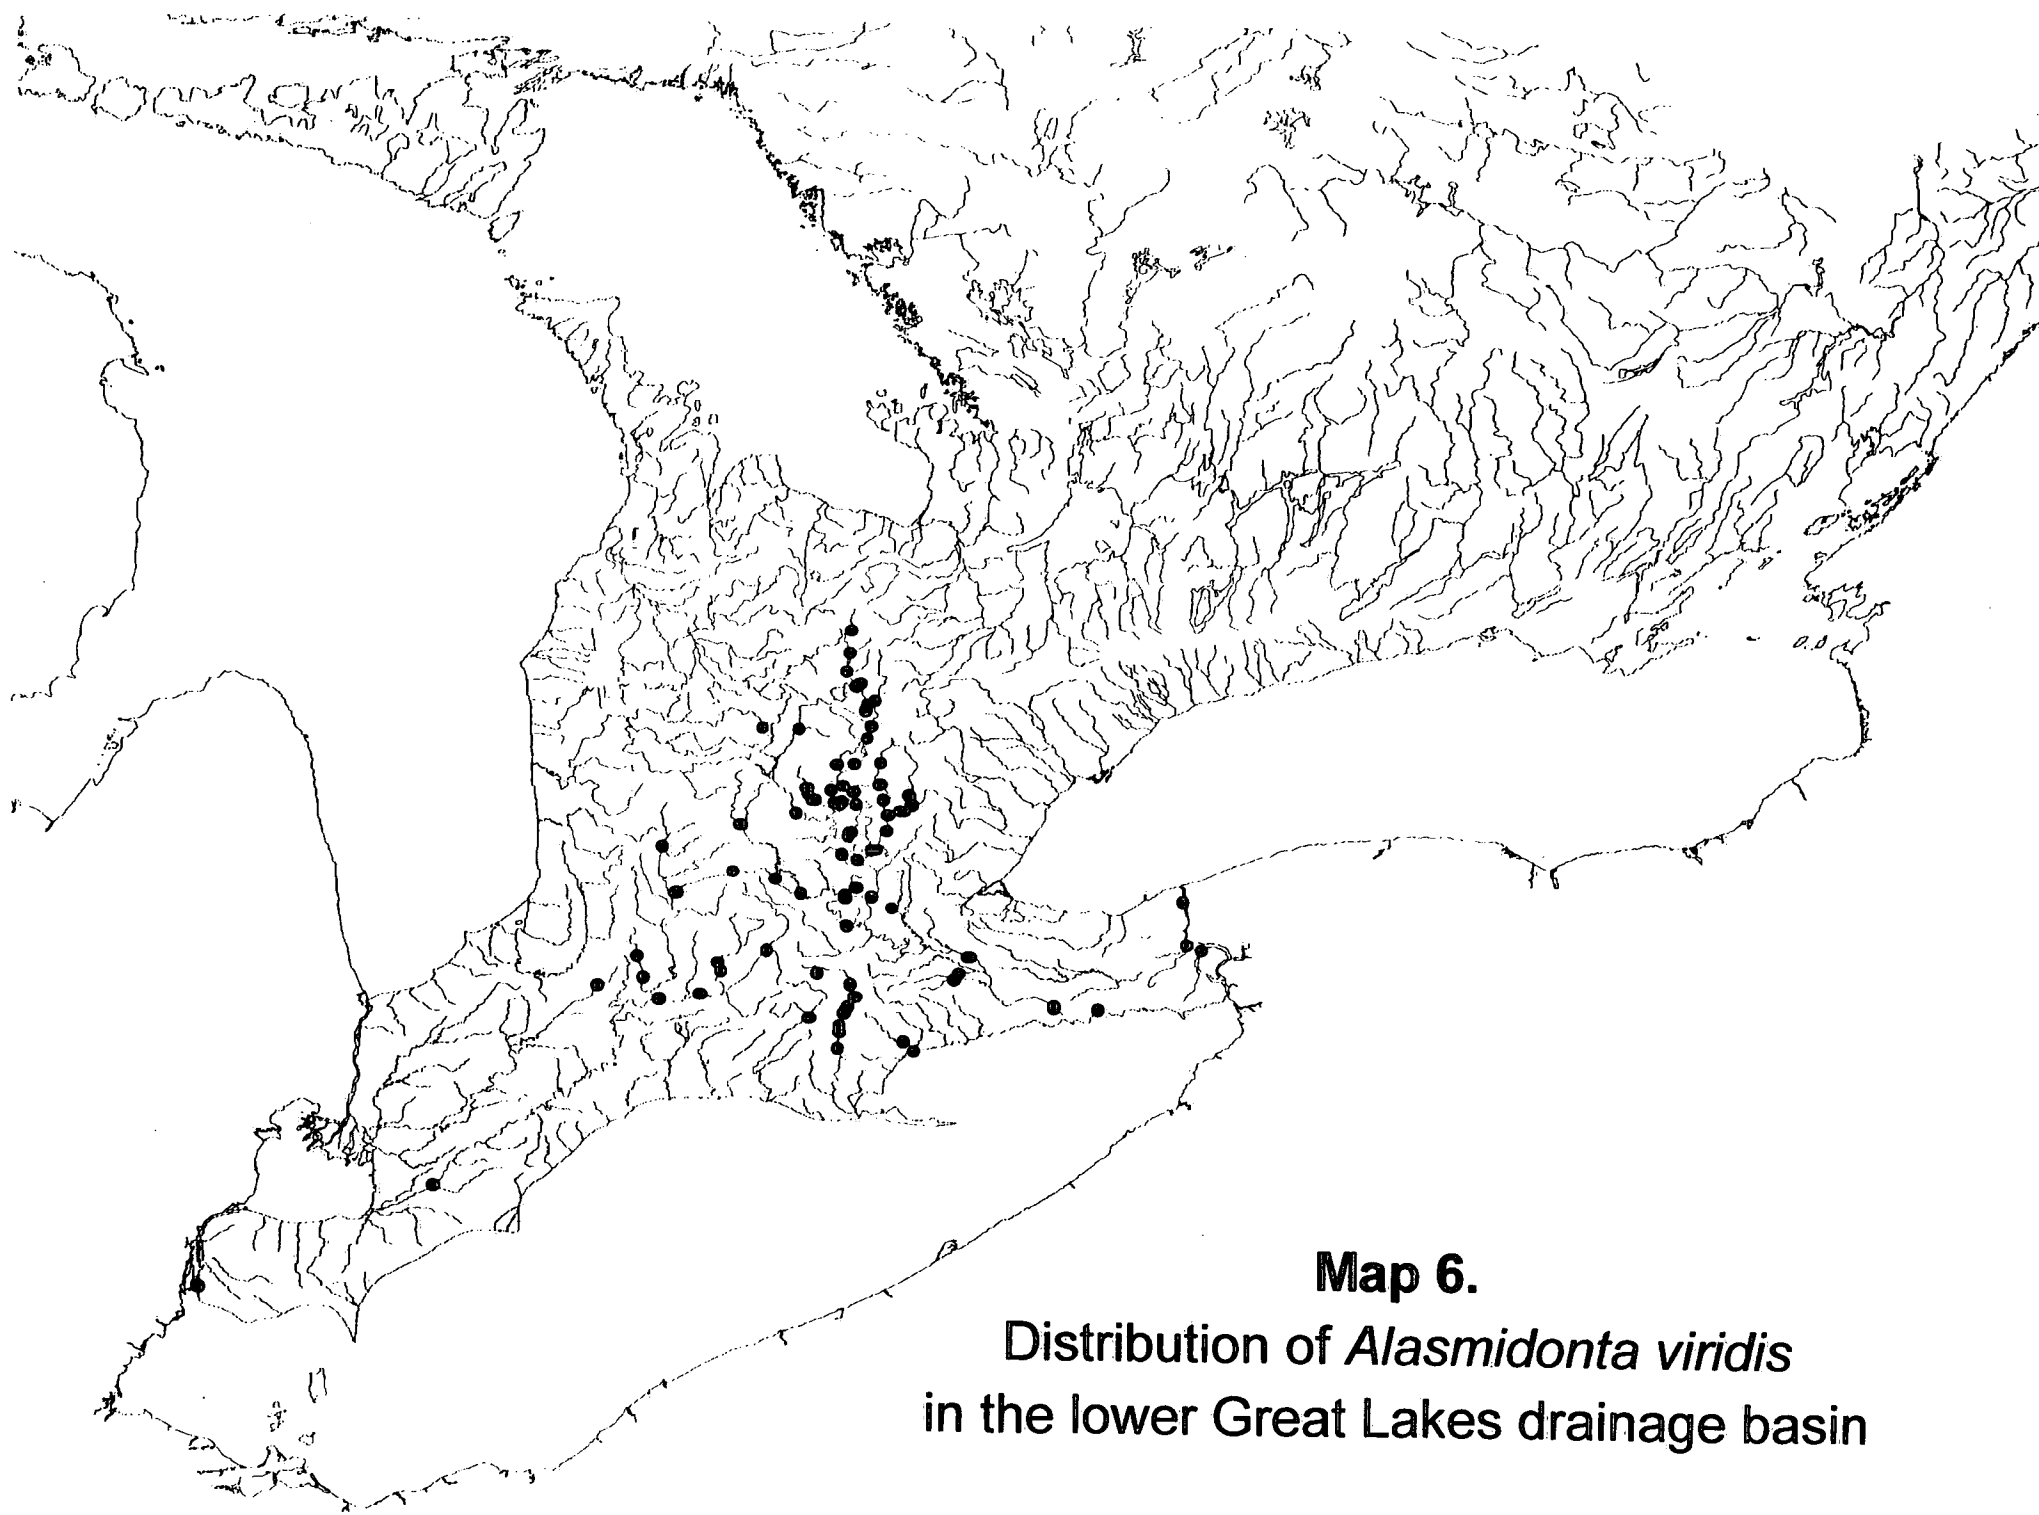 Map 6.
Distribution of Alasmidonta viridis
in the lower Great Lakes drainage basin